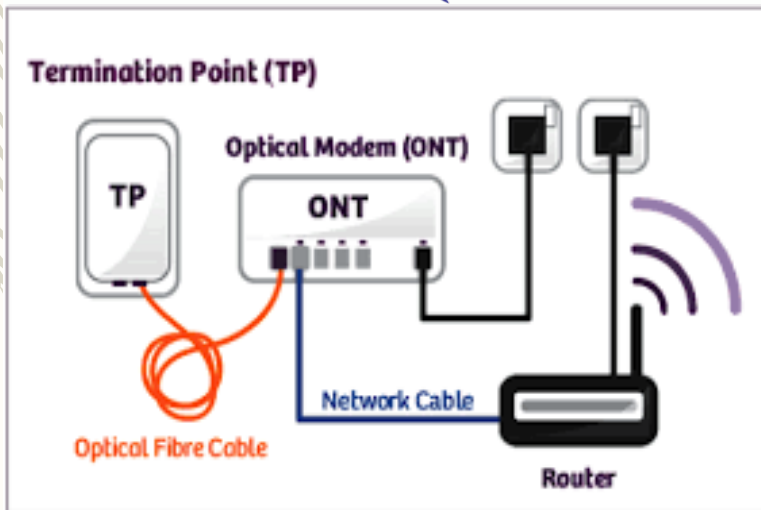 Termination Point (TP)
Optical Modem (ONT)
TP
ONT
Network Cable
Optical Fibre Cable
Router